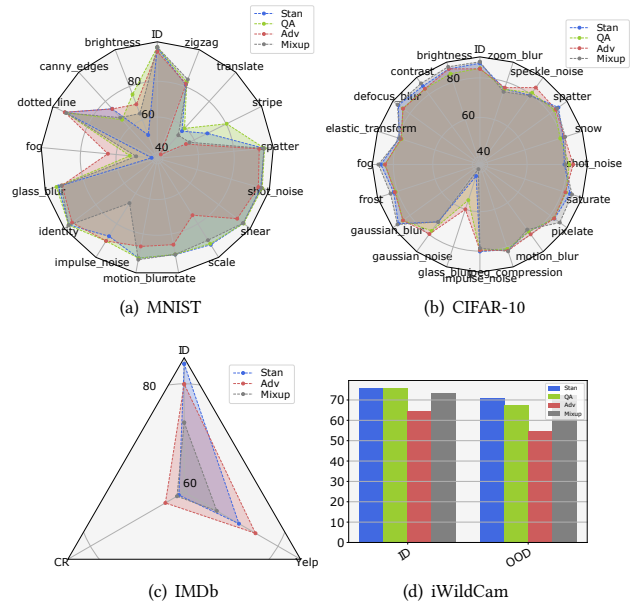 ID
brightness
zigzag
canny_edges
translate
dotted_line
stripe
fog
spatter
glass_blur
shot_noise
identity
shear
impulse_noise
scale
motion_blur
rotate
80
60
40
Stan
QA
Adv
Mixup
(a) MNIST
ID
brightness
zoom_blur
contrast
speckle_noise
defocus_blur
spatter
elastic_transform
snow
fog
shot_noise
frost
saturate
gaussian_blur
pixelate
gaussian_noise
motion_blur
glass_blur
jpeg_compression
impulse_noise
80
60
40
Stan
QA
Adv
Mixup
(b) CIFAR-10
ID
80
60
CR
Yelp
Stan
Adv
Mixup
(c) IMDb
70
60
50
40
30
20
10
0
ID
OOD
Stan
QA
Adv
Mixup
(d) iWildCam